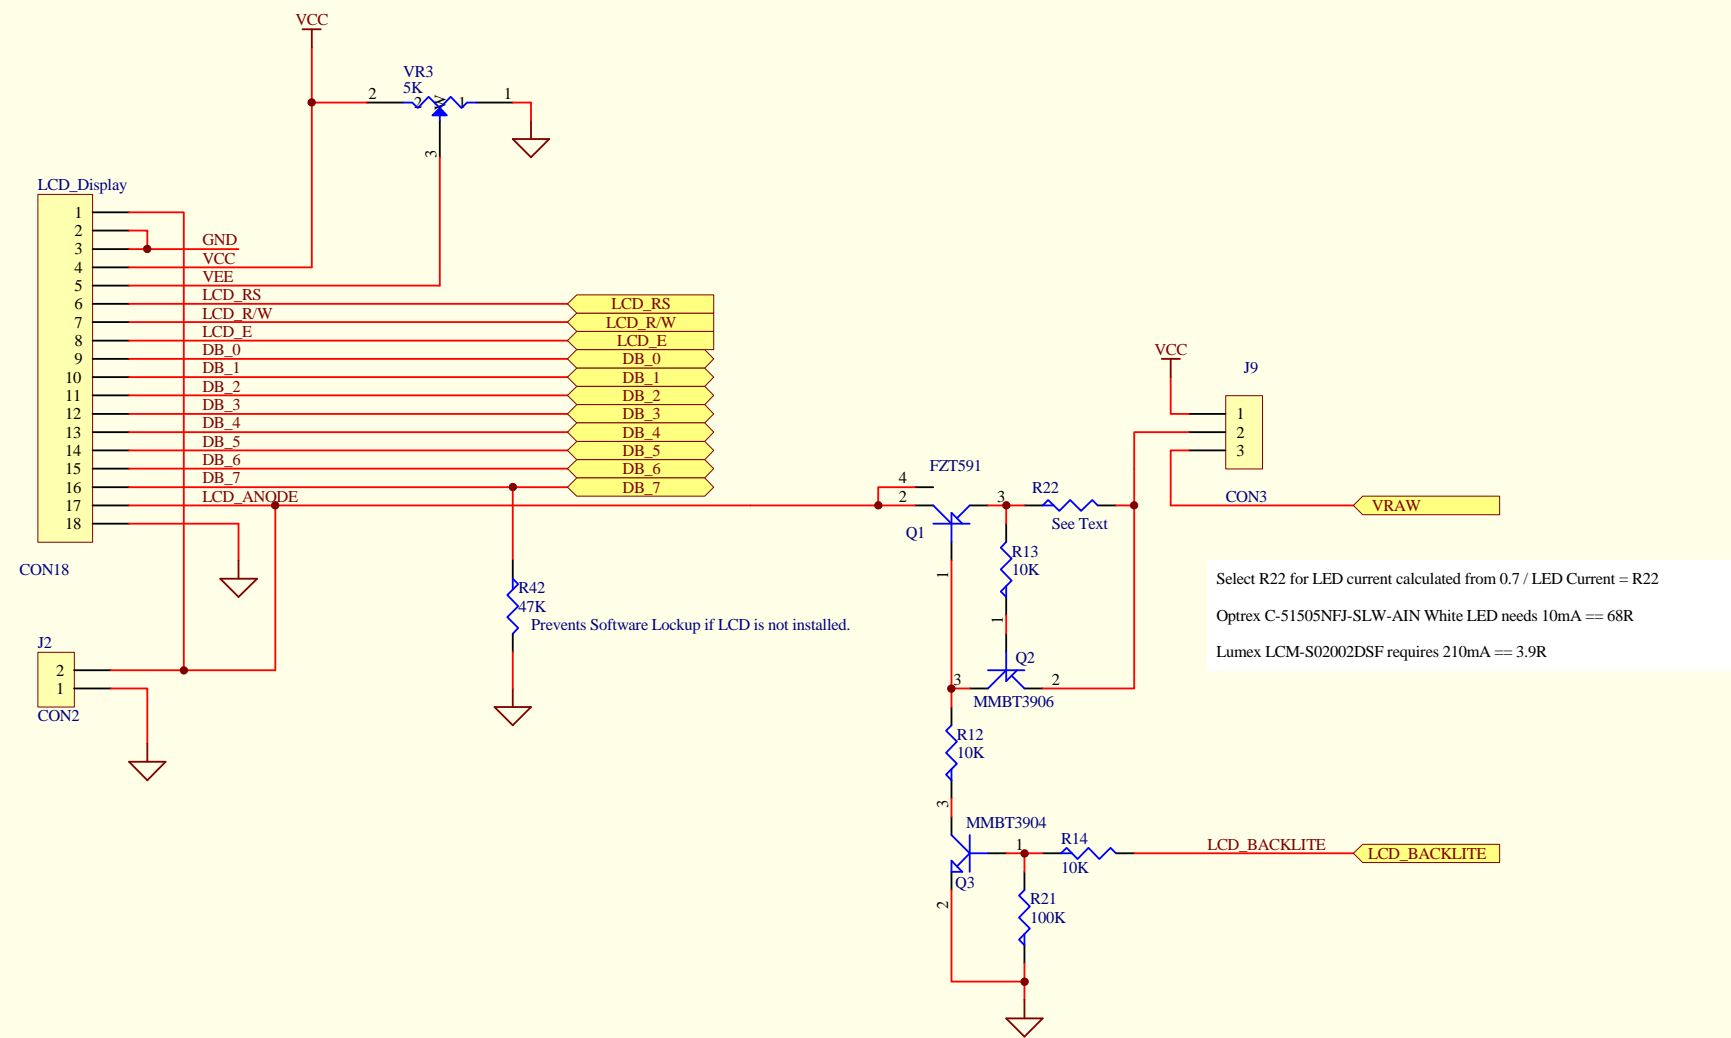 VCC
VR3
5K
2
2
W
1
1
3
LCD_Display
1
2
3 GND
4 VCC
5 VEE
6 LCD_RS LCD_RS
7 LCD_R/W LCD_R/W
8 LCD_E LCD_E
9 DB_0 DB_0
10 DB_1 DB_1
11 DB_2 DB_2
12 DB_3 DB_3
13 DB_4 DB_4
14 DB_5 DB_5
15 DB_6 DB_6
16 DB_7 DB_7
17 LCD_ANODE
18
CON18
J2
2
1
CON2
R42
47K
Prevents Software Lockup if LCD is not installed.
FZT591
4
2
3
Q1
1
R22
See Text
R13
10K
1
Q2
3
2
MMBT3906
R12
10K
3
MMBT3904
1
Q3
2
R14
10K
R21
100K
LCD_BACKLITE
LCD_BACKLITE
VCC
J9
1
2
3
CON3
VRAW
Select R22 for LED current calculated from 0.7 / LED Current = R22
Optrex C-51505NFJ-SLW-AIN White LED needs 10mA == 68R
Lumex LCM-S02002DSF requires 210mA == 3.9R